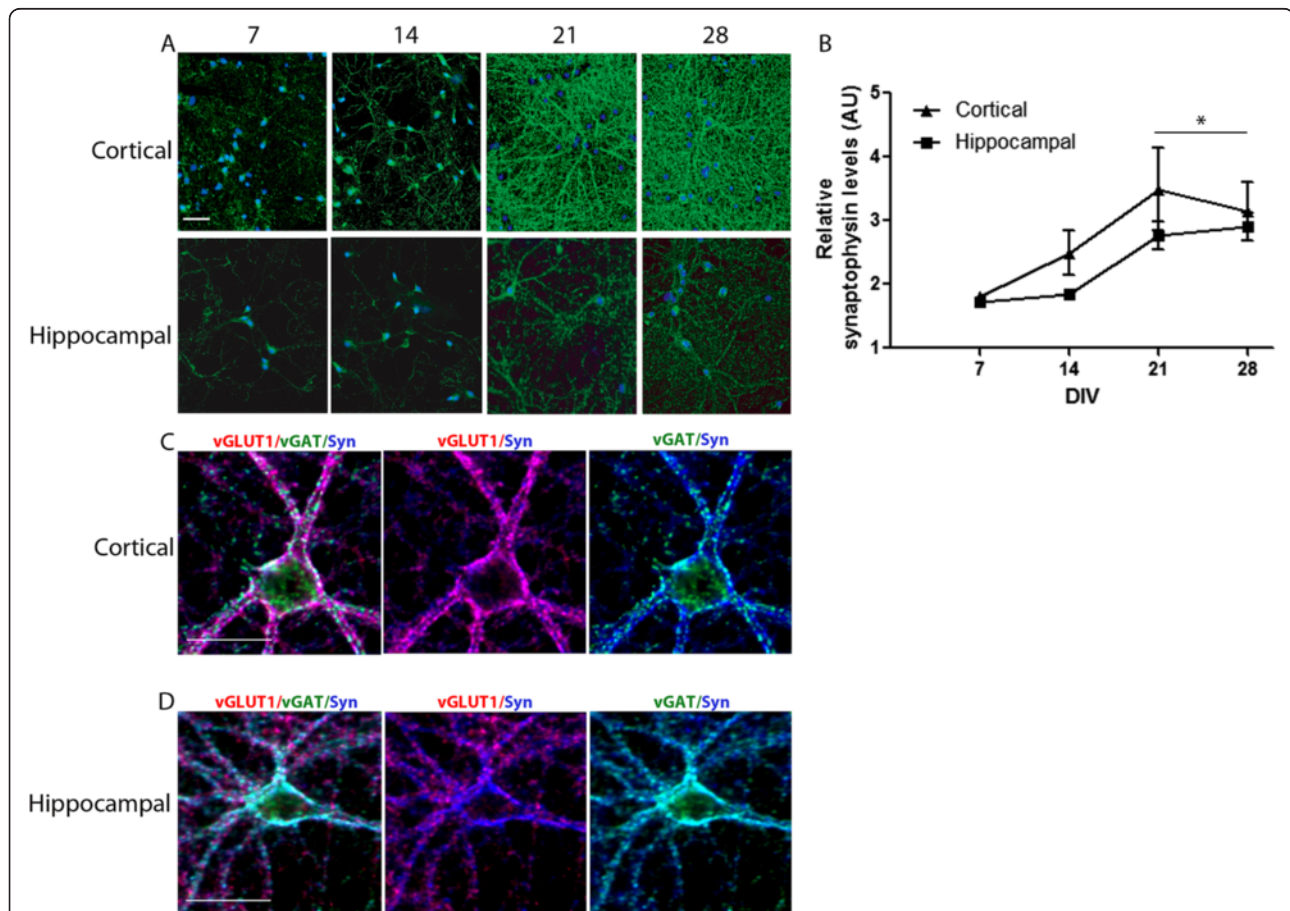 A 7 14 21 28
Cortical
Hippocampal
B
5
4
3
2
1
Relative
synaptophysin levels (AU)
Cortical
Hippocampal
*
7 14 21 28
DIV
C vGLUT1/vGAT/Syn vGLUT1/Syn vGAT/Syn
Cortical
D vGLUT1/vGAT/Syn vGLUT1/Syn vGAT/Syn
Hippocampal